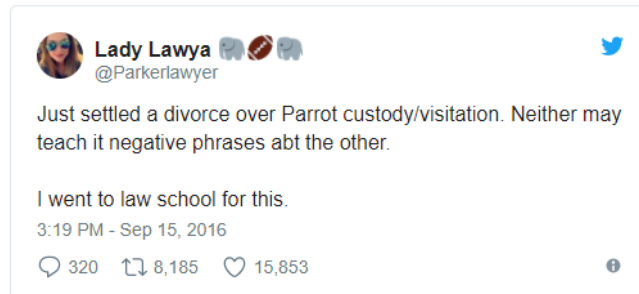 Lady Lawya 🐘🏈🐘
@Parkerlawyer
Just settled a divorce over Parrot custody/visitation. Neither may
teach it negative phrases abt the other.
I went to law school for this.
3:19 PM - Sep 15, 2016
320 8,185 15,853